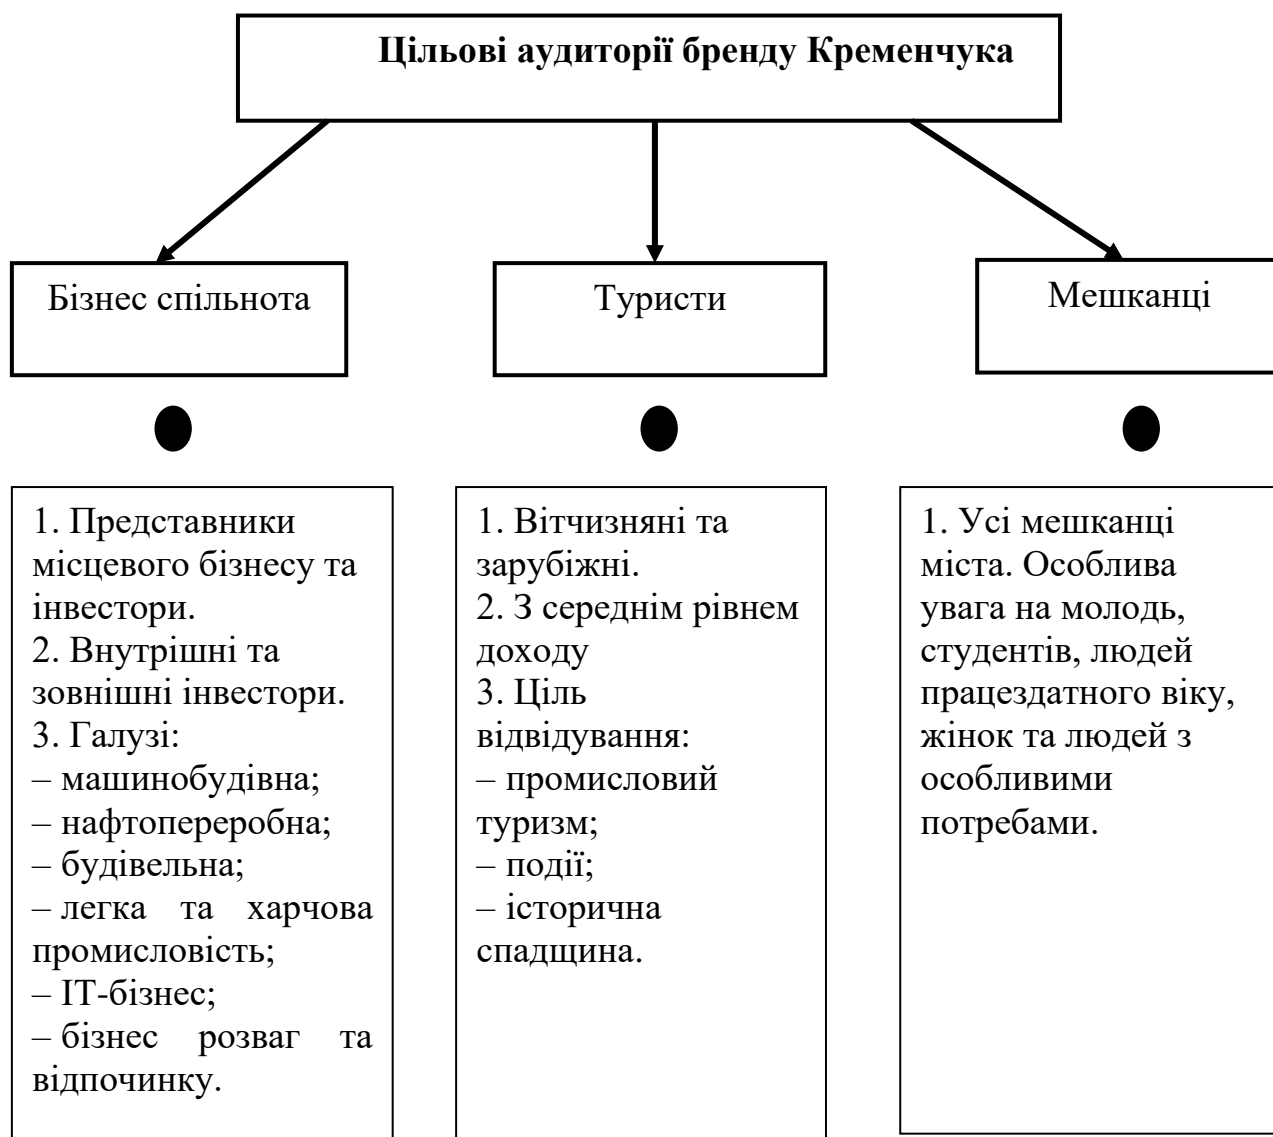 Цільові аудиторії бренду Кременчука
Бізнес спільнота
Туристи
Мешканці
1. Представники
місцевого бізнесу та
інвестори.
2. Внутрішні та
зовнішні інвестори.
3. Галузі:
– машинобудівна;
– нафтопереробна;
– будівельна;
– легка та харчова
промисловість;
– ІТ-бізнес;
– бізнес розваг та
відпочинку.
1. Вітчизняні та
зарубіжні.
2. З середнім рівнем
доходу
3. Ціль
відвідування:
– промисловий
туризм;
– події;
– історична
спадщина.
1. Усі мешканці
міста. Особлива
увага на молодь,
студентів, людей
працездатного віку,
жінок та людей з
особливими
потребами.